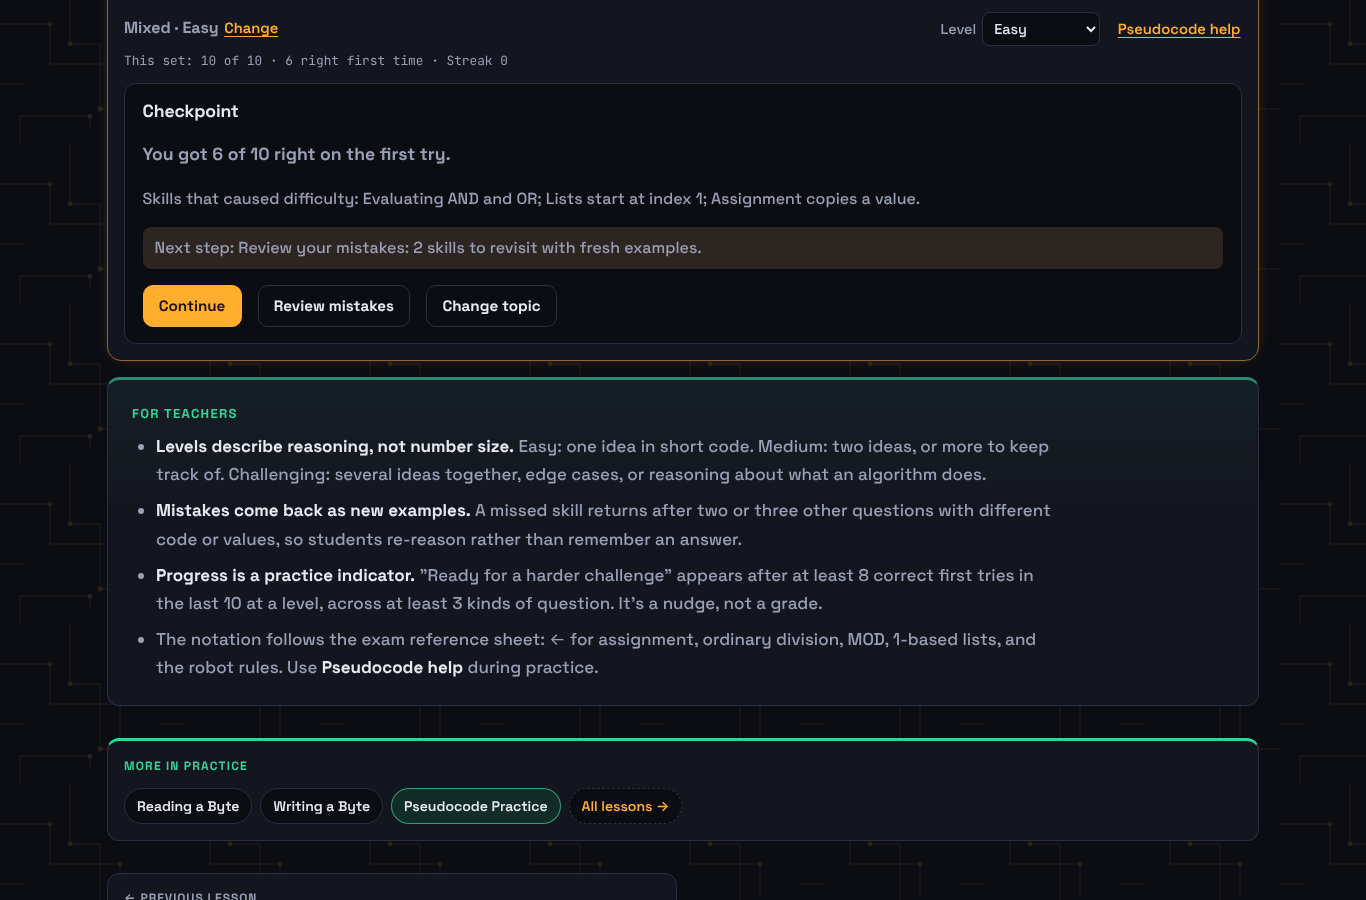 Mixed · Easy Change
Level Easy Pseudocode help
This set: 10 of 10 · 6 right first time · Streak 0
Checkpoint
You got 6 of 10 right on the first try.
Skills that caused difficulty: Evaluating AND and OR; Lists start at index 1; Assignment copies a value.
Next step: Review your mistakes: 2 skills to revisit with fresh examples.
Continue Review mistakes Change topic
FOR TEACHERS
• Levels describe reasoning, not number size. Easy: one idea in short code. Medium: two ideas, or more to keep
track of. Challenging: several ideas together, edge cases, or reasoning about what an algorithm does.
• Mistakes come back as new examples. A missed skill returns after two or three other questions with different
code or values, so students re-reason rather than remember an answer.
• Progress is a practice indicator. ”Ready for a harder challenge” appears after at least 8 correct first tries in
the last 10 at a level, across at least 3 kinds of question. It’s a nudge, not a grade.
• The notation follows the exam reference sheet: ← for assignment, ordinary division, MOD, 1-based lists, and
the robot rules. Use Pseudocode help during practice.
MORE IN PRACTICE
Reading a Byte Writing a Byte Pseudocode Practice All lessons →
← PREVIOUS LESSON